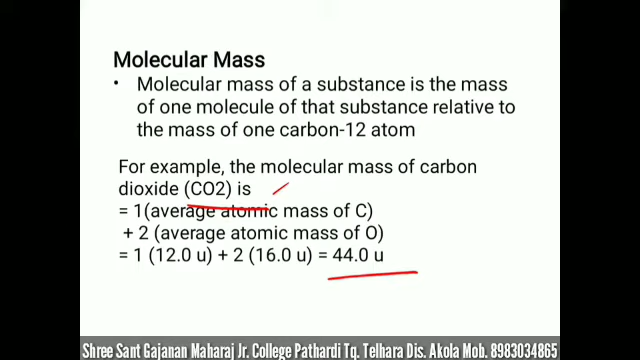 Molecular Mass
• Molecular mass of a substance is the mass
of one molecule of that substance relative to
the mass of one carbon-12 atom
For example, the molecular mass of carbon
dioxide (CO2) is
= 1(average atomic mass of C)
+ 2 (average atomic mass of O)
= 1 (12.0 u) + 2 (16.0 u) = 44.0 u
Shree Sant Gajanan Maharaj Jr. College Pathardi Tq. Telhara Dis. Akola Mob. 8983034865